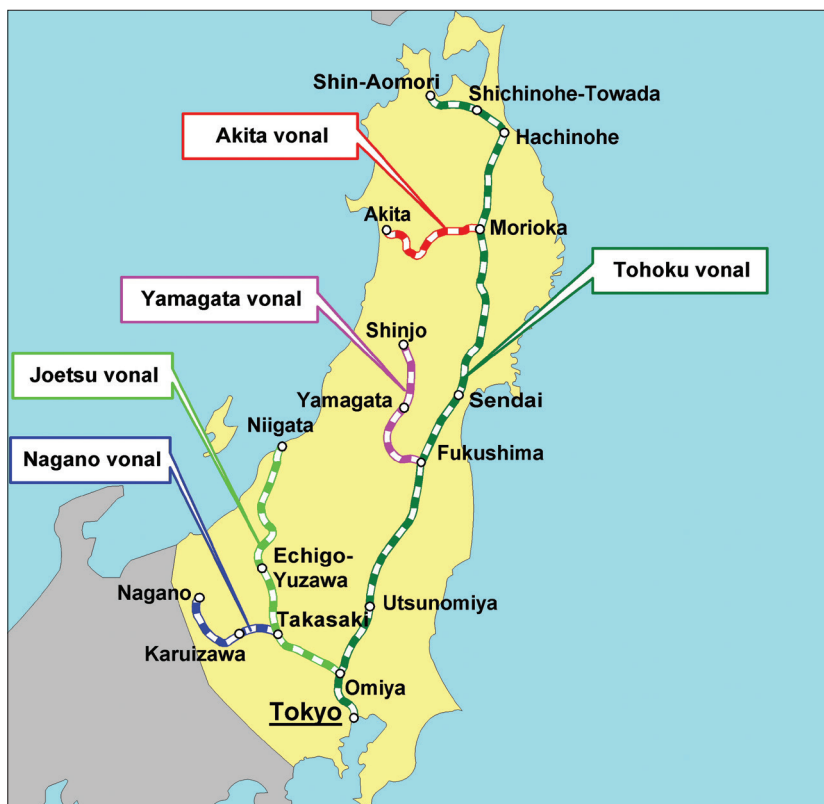 Shin-Aomori
Shichinohe-Towada
Akita vonal
Hachinohe
Akita
Morioka
Tohoku vonal
Yamagata vonal
Shinjo
Joetsu vonal
Yamagata
Sendai
Niigata
Nagano vonal
Fukushima
Echigo-
Yuzawa
Nagano
Utsunomiya
Takasaki
Karuizawa
Omiya
Tokyo